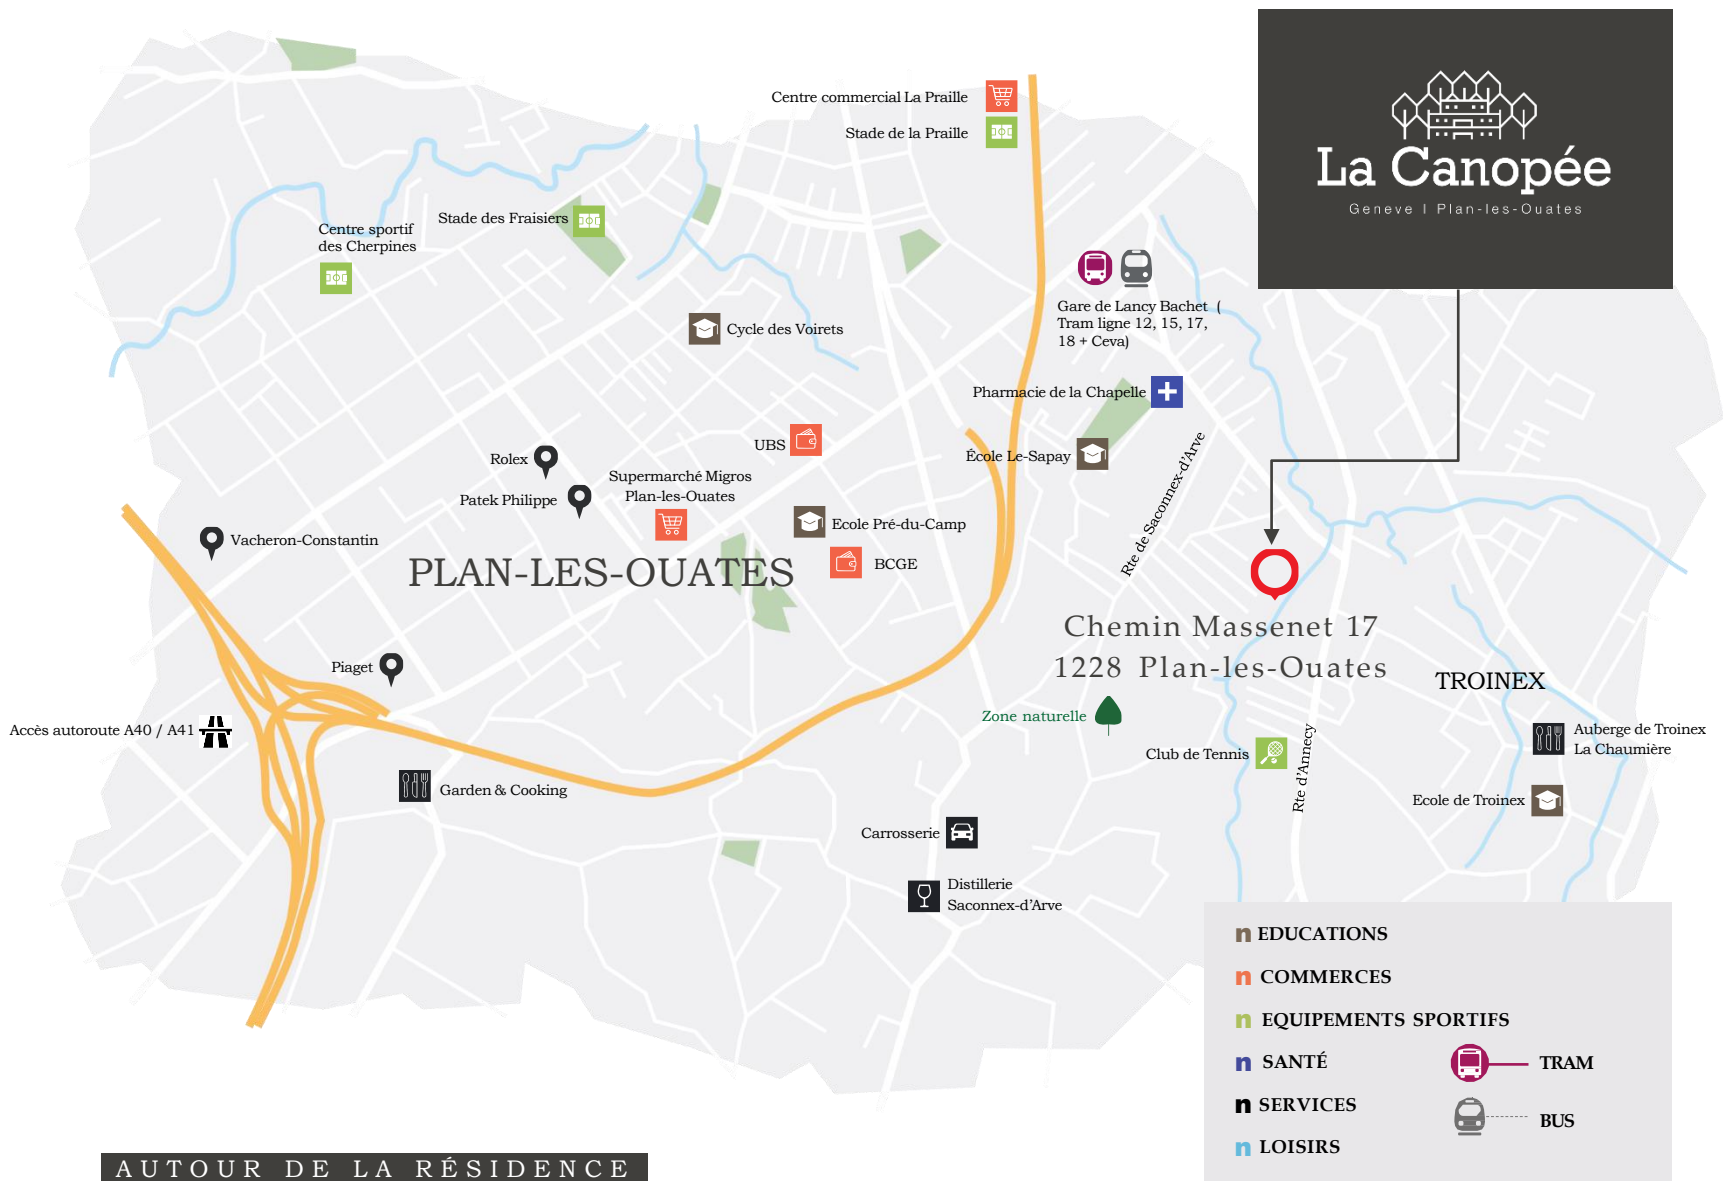 La Canopée
Geneve I Plan-les-Ouates
Centre commercial La Praille
Stade de la Praille
Stade des Fraisiers
Centre sportif
des Cherpines
Gare de Lancy Bachet (
Tram ligne 12, 15, 17,
18 + Ceva)
Cycle des Voirets
Pharmacie de la Chapelle
UBS
École Le-Sapay
Rte de Saconnex-d'Arve
Rolex
Supermarché Migros
Plan-les-Ouates
Patek Philippe
Ecole Pré-du-Camp
Vacheron-Constantin
BCGE
PLAN-LES-OUATES
Chemin Massenet 17
1228 Plan-les-Ouates
Piaget
TROINEX
Zone naturelle
Accès autoroute A40 / A41
Auberge de Troinex
La Chaumière
Club de Tennis
Rte d'Annecy
Garden & Cooking
Ecole de Troinex
Carrosserie
Distillerie
Saconnex-d'Arve
n EDUCATIONS
n COMMERCES
n EQUIPEMENTS SPORTIFS
n SANTÉ
TRAM
n SERVICES
BUS
n LOISIRS
AUTOUR DE LA RÉSIDENCE